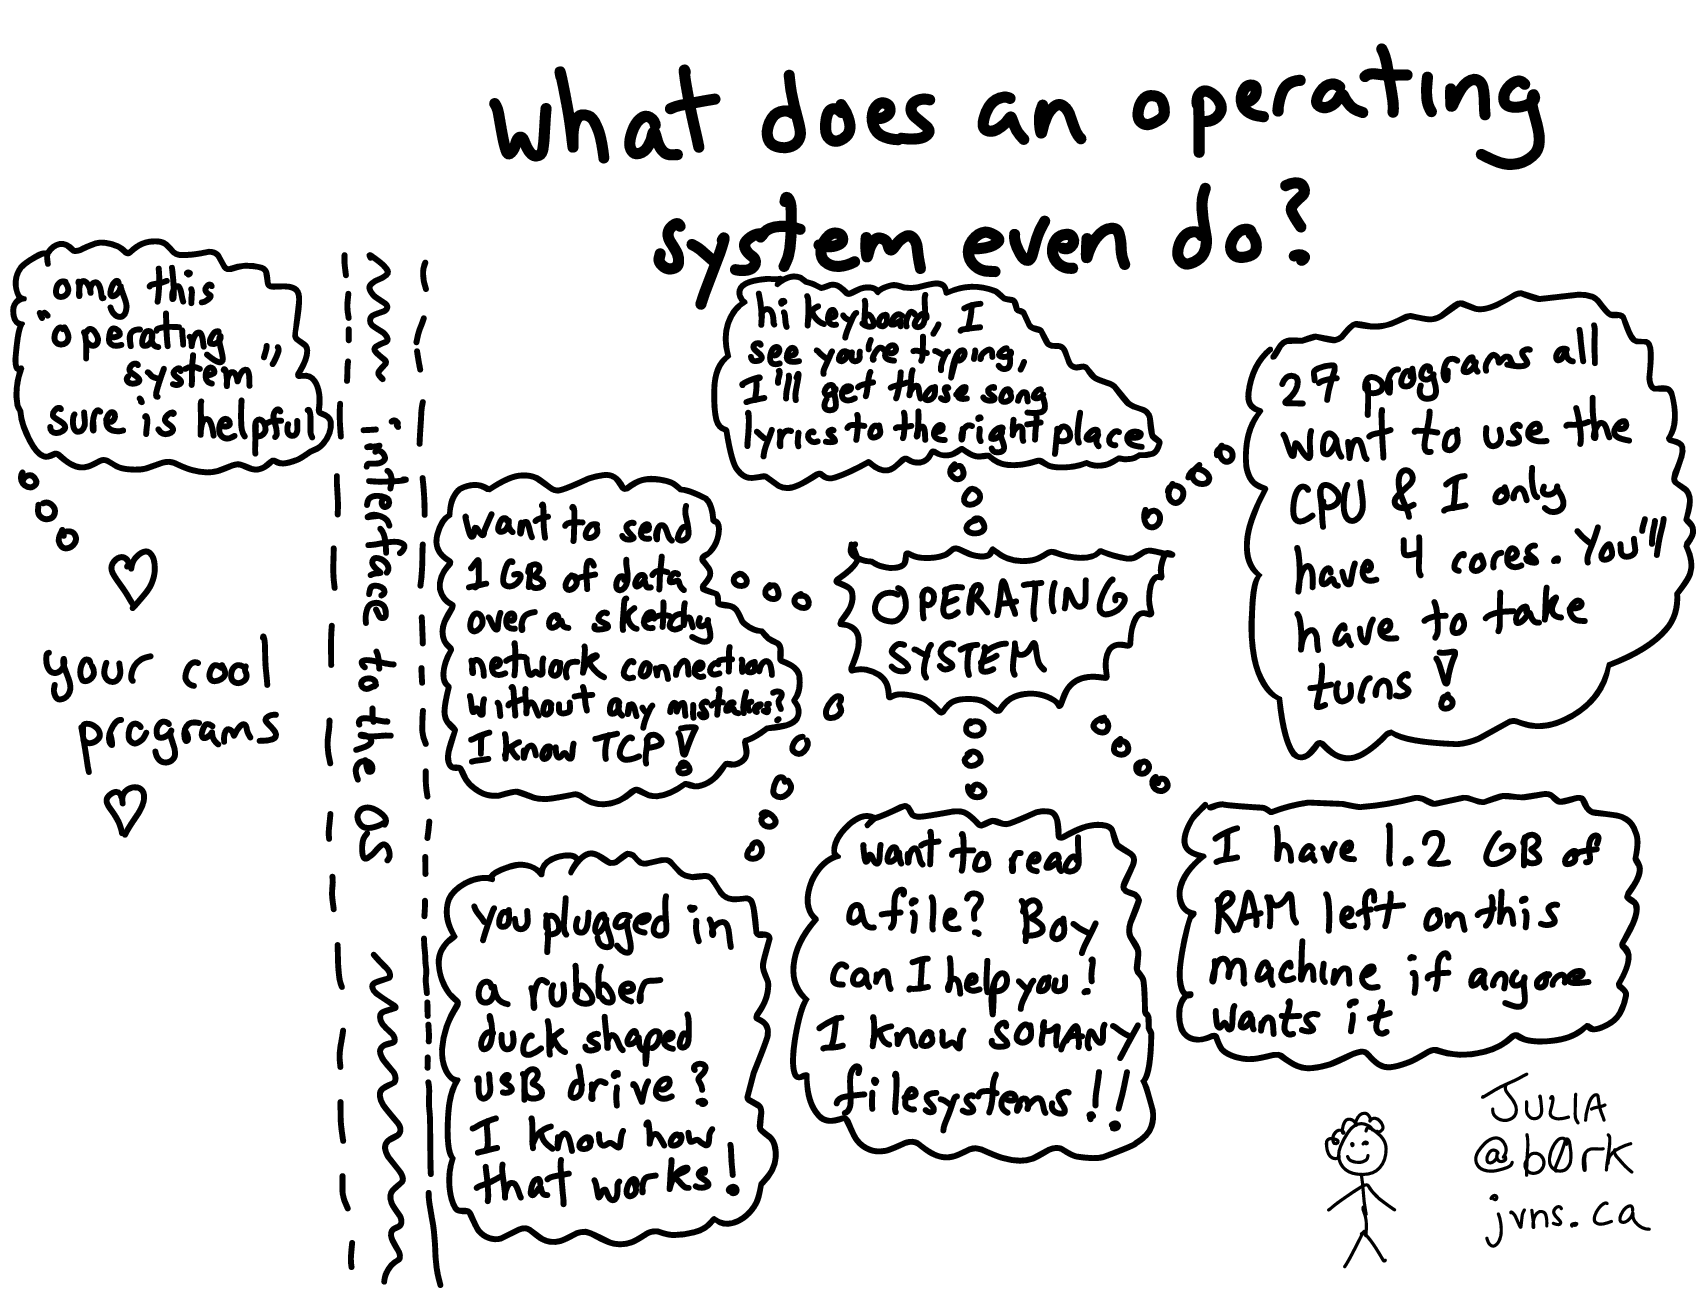 What does an operating
system even do?
omg this
"operating
system"
sure is helpful
your cool
programs
interface to the OS
hi keyboard, I
see you're typing,
I'll get those song
lyrics to the right place
27 programs all
want to use the
CPU & I only
have 4 cores. You'll
have to take
turns!
want to send
1 GB of data
over a sketchy
network connection
without any mistakes?
I know TCP!
OPERATING
SYSTEM
you plugged in
a rubber
duck shaped
USB drive?
I know how
that works!
want to read
a file? Boy
can I help you!
I know SO MANY
filesystems!!
I have 1.2 GB of
RAM left on this
machine if anyone
wants it
JULIA
@b0rk
jvns.ca